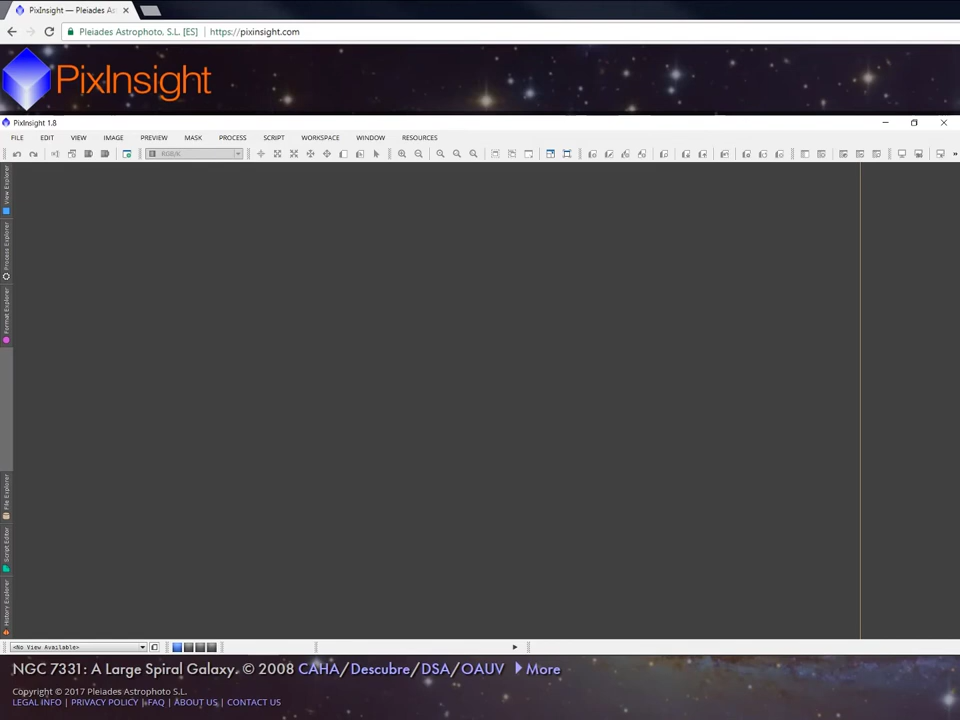 PixInsight — Pleiades As
Pleiades Astrophoto, S.L. [ES] | https://pixinsight.com
PixInsight
PixInsight 1.8
FILE EDIT VIEW IMAGE PREVIEW MASK PROCESS SCRIPT WORKSPACE WINDOW RESOURCES
RGB/K
View Explorer
Process Explorer
Format Explorer
File Explorer
Script Editor
History Explorer
<No View Available>
NGC 7331: A Large Spiral Galaxy. © 2008 CAHA/Descubre/DSA/OAUV More
Copyright © 2017 Pleiades Astrophoto S.L.
LEGAL INFO | PRIVACY POLICY | FAQ | ABOUT US | CONTACT US